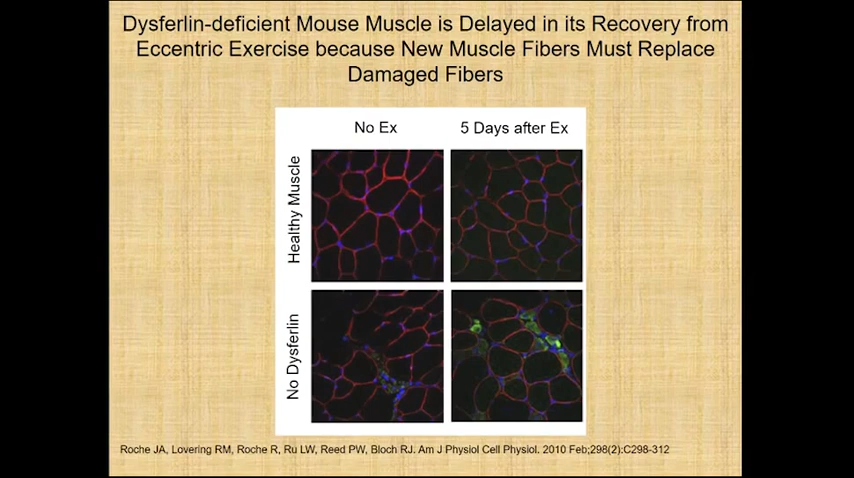 Dysferlin-deficient Mouse Muscle is Delayed in its Recovery from
Eccentric Exercise because New Muscle Fibers Must Replace
Damaged Fibers
No Ex
5 Days after Ex
Healthy Muscle
No Dysferlin
Roche JA, Lovering RM, Roche R, Ru LW, Reed PW, Bloch RJ. Am J Physiol Cell Physiol. 2010 Feb;298(2):C298-312